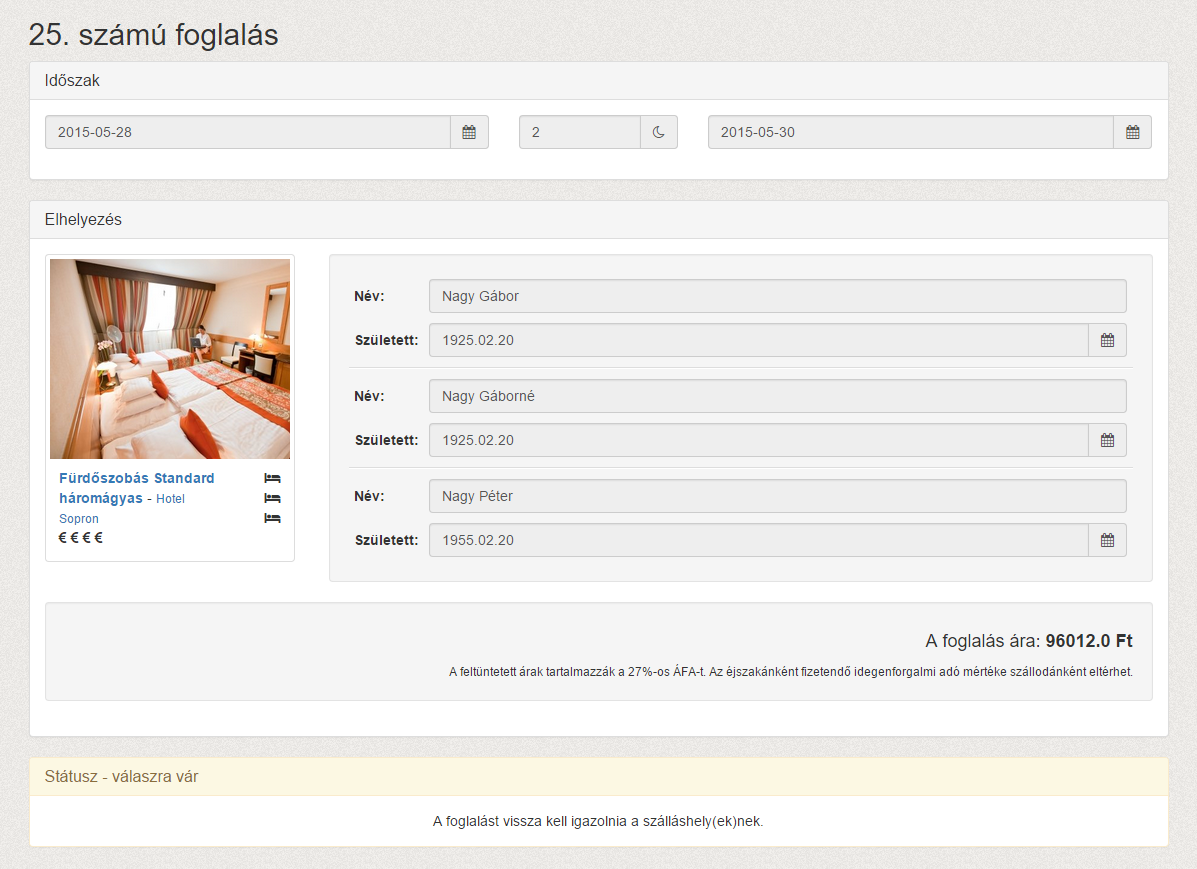 25. számú foglalás
Időszak
2015-05-28 2 2015-05-30
Elhelyezés
Név: Nagy Gábor
Született: 1925.02.20
Név: Nagy Gáborné
Született: 1925.02.20
Név: Nagy Péter
Született: 1955.02.20
Fürdőszobás Standard
háromágyas - Hotel
Sopron
€ € € €
A foglalás ára: 96012.0 Ft
A feltüntetett árak tartalmazzák a 27%-os ÁFA-t. Az éjszakánként fizetendő idegenforgalmi adó mértéke szállodánként eltérhet.
Státusz - válaszra vár
A foglalást vissza kell igazolnia a szálláshely(ek)nek.